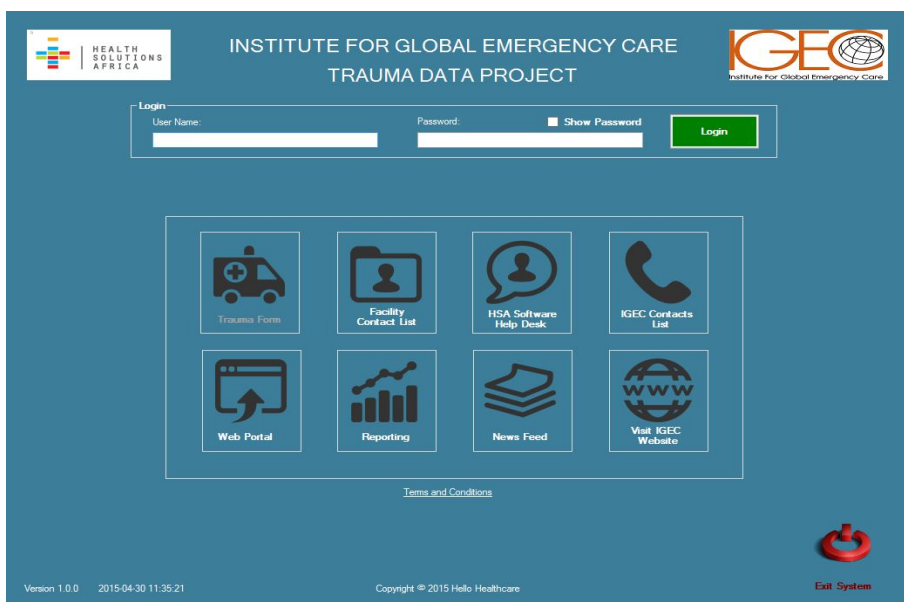 HEALTH
SOLUTIONS
AFRICA
INSTITUTE FOR GLOBAL EMERGENCY CARE
TRAUMA DATA PROJECT
IGEC
Institute For Global Emergency Care
Login
User Name:
Password:
Show Password
Login
Trauma Form
Facility
Contact List
HSA Software
Help Desk
IGEC Contacts
List
Web Portal
Reporting
News Feed
WWW
Visit IGEC
Website
Terms and Conditions
Exit System
Version 1.0.0 2015-04-30 11:35:21 Copyright © 2015 Hello Healthcare